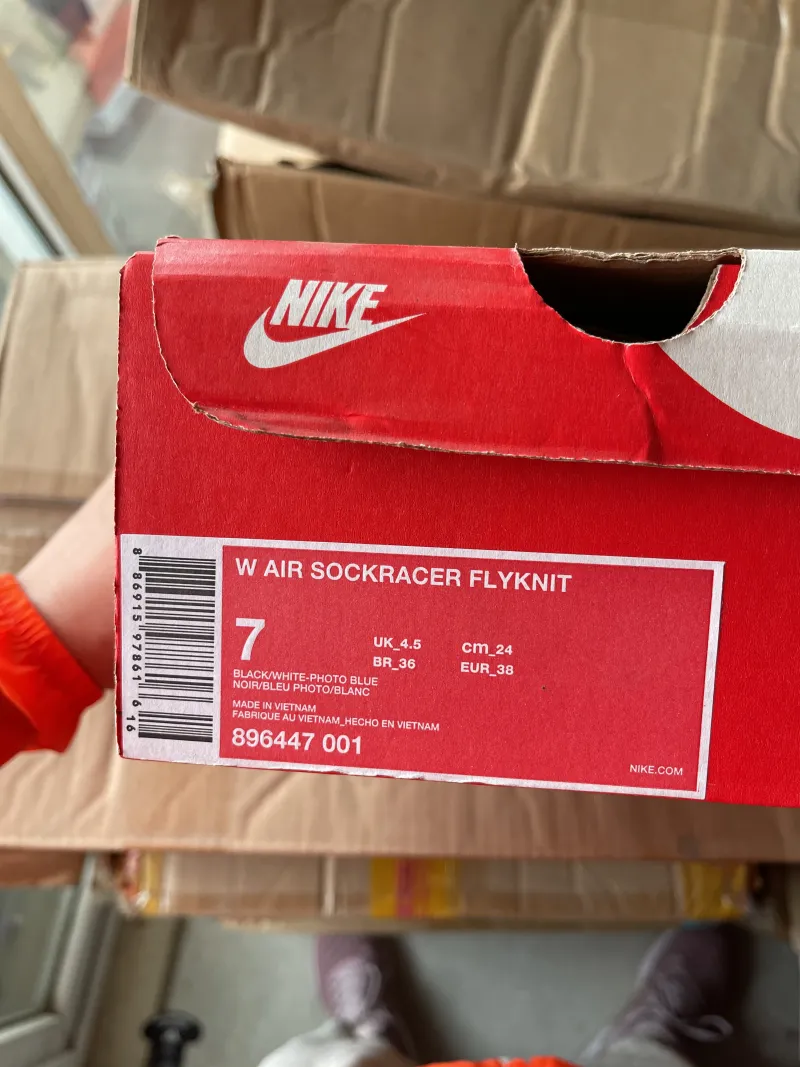 NIKE
W AIR SOCKRACER FLYKNIT
7
UK_4.5 cm_24
BR_36 EUR_38
BLACK/WHITE-PHOTO BLUE
NOIR/BLEU PHOTO/BLANC
MADE IN VIETNAM
FABRIQUE AU VIETNAM_HECHO EN VIETNAM
896447 001
NIKE.COM
8 86915 97861 6 16